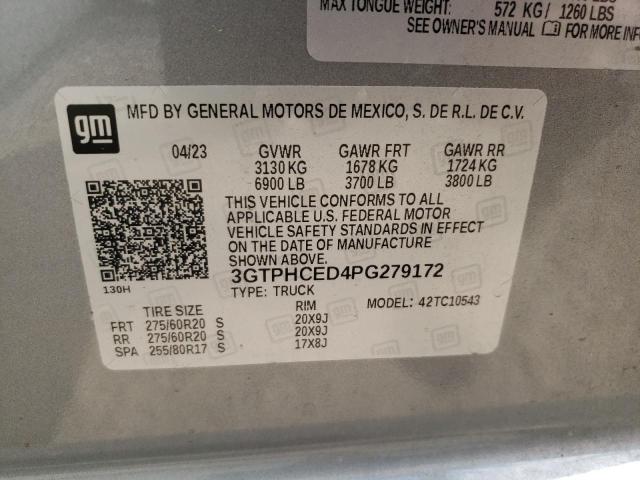 MAX TONGUE WEIGHT: 572 KG/ 1260 LBS
SEE OWNER'S MANUAL FOR MORE INFOR
gm
MFD BY GENERAL MOTORS DE MEXICO, S. DE R.L. DE C.V.
04/23 GVWR GAWR FRT GAWR RR
3130 KG 1678 KG 1724 KG
6900 LB 3700 LB 3800 LB
THIS VEHICLE CONFORMS TO ALL
APPLICABLE U.S. FEDERAL MOTOR
VEHICLE SAFETY STANDARDS IN EFFECT
ON THE DATE OF MANUFACTURE
SHOWN ABOVE.
130H
3GTPHCED4PG279172
TYPE: TRUCK MODEL: 42TC10543
TIRE SIZE RIM
FRT 275/60R20 S 20X9J
RR 275/60R20 S 20X9J
SPA 255/80R17 S 17X8J